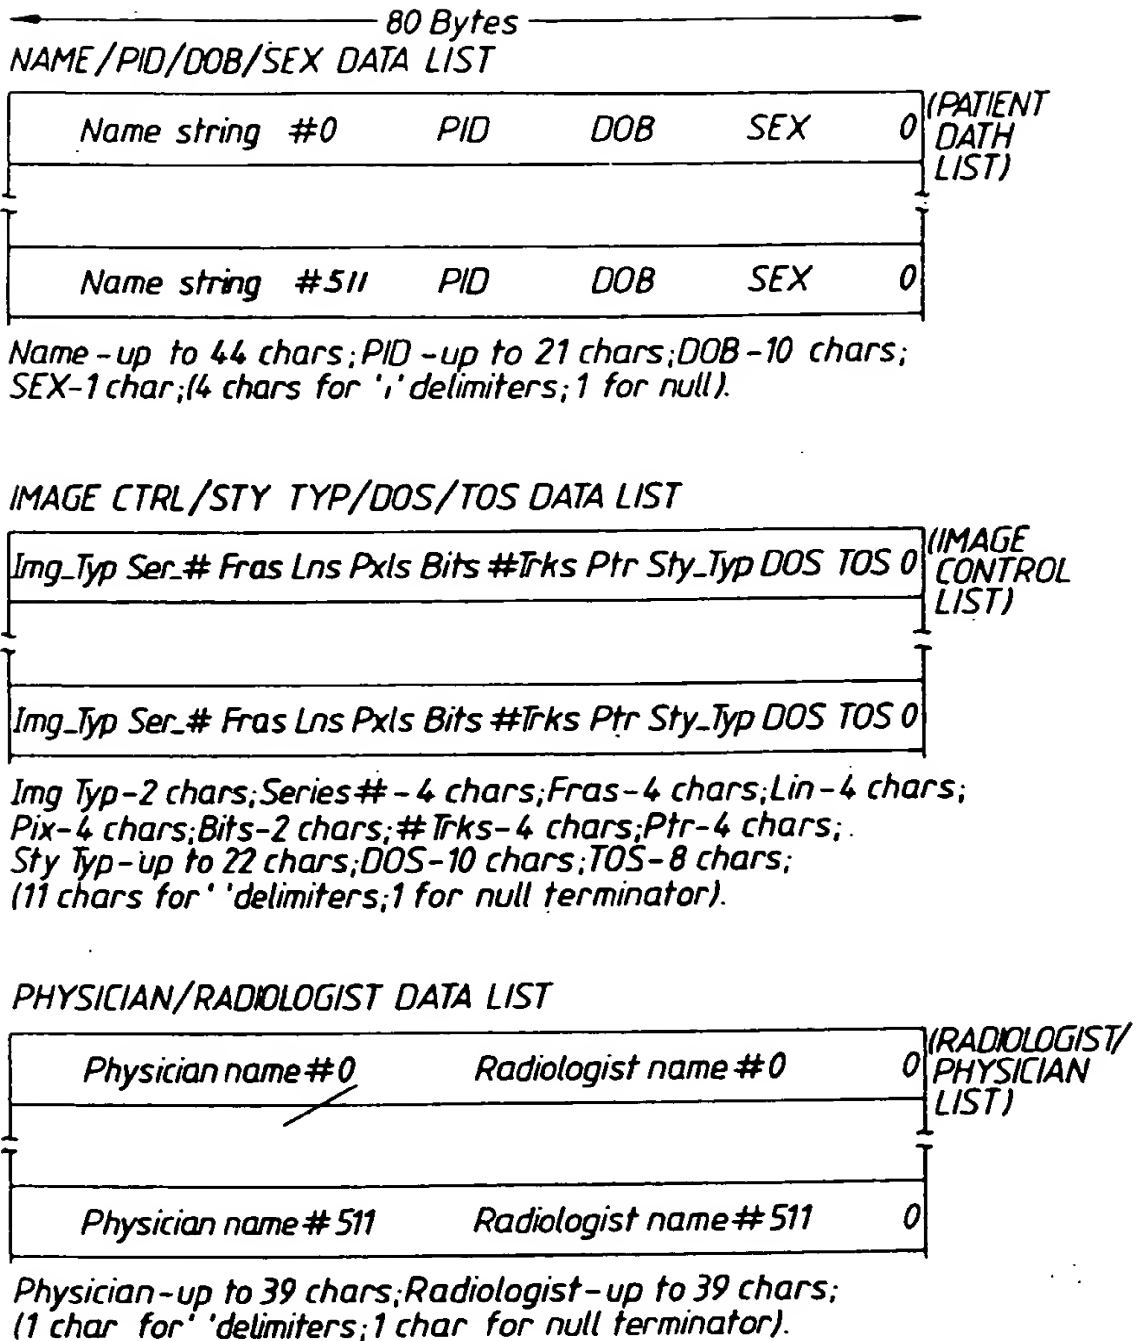 80 Bytes
NAME/PID/DOB/SEX DATA LIST
Name string #0 PID DOB SEX 0
(PATIENT
DATH
LIST)
Name string #511 PID DOB SEX 0
Name-up to 44 chars;PID-up to 21 chars;DOB-10 chars;
SEX-1 char;(4 chars for ',' delimiters;1 for null).
IMAGE CTRL/STY TYP/DOS/TOS DATA LIST
Img_Typ Ser_# Fras Lns Pxls Bits #Trks Ptr Sty_Typ DOS TOS 0
(IMAGE
CONTROL
LIST)
Img_Typ Ser_# Fras Lns Pxls Bits #Trks Ptr Sty_Typ DOS TOS 0
Img Typ-2 chars;Series#-4 chars;Fras-4 chars;Lin-4 chars;
Pix-4 chars;Bits-2 chars;#Trks-4 chars;Ptr-4 chars;
Sty Typ-up to 22 chars;DOS-10 chars;TOS-8 chars;
(11 chars for ' 'delimiters;1 for null terminator).
PHYSICIAN/RADIOLOGIST DATA LIST
Physician name #0 Radiologist name #0 0
(RADIOLOGIST/
PHYSICIAN
LIST)
Physician name #511 Radiologist name #511 0
Physician-up to 39 chars;Radiologist-up to 39 chars;
(1 char for ' 'delimiters;1 char for null terminator).